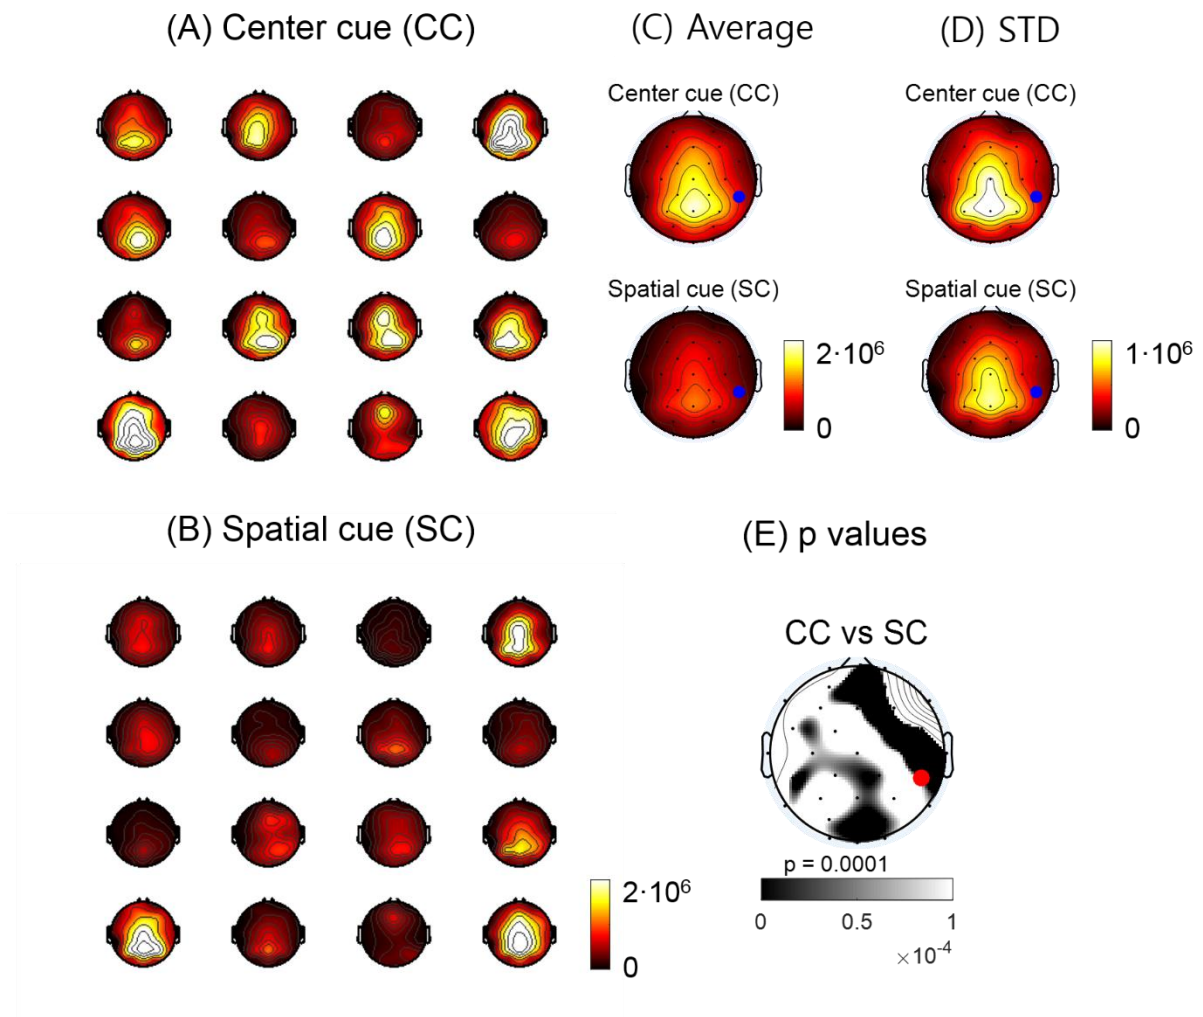 (A) Center cue (CC)
(C) Average
(D) STD
Center cue (CC)
Center cue (CC)
Spatial cue (SC)
Spatial cue (SC)
2·10⁶
0
1·10⁶
0
(B) Spatial cue (SC)
(E) p values
CC vs SC
p = 0.0001
0
0.5
1
×10⁻⁴
2·10⁶
0